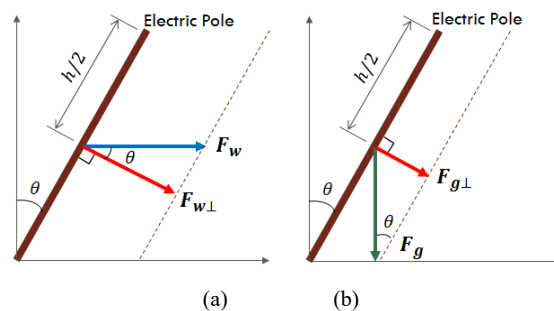 Electric Pole
h/2
F_w
θ
F_w⊥
θ
(a)
Electric Pole
h/2
F_g⊥
θ
θ
F_g
(b)